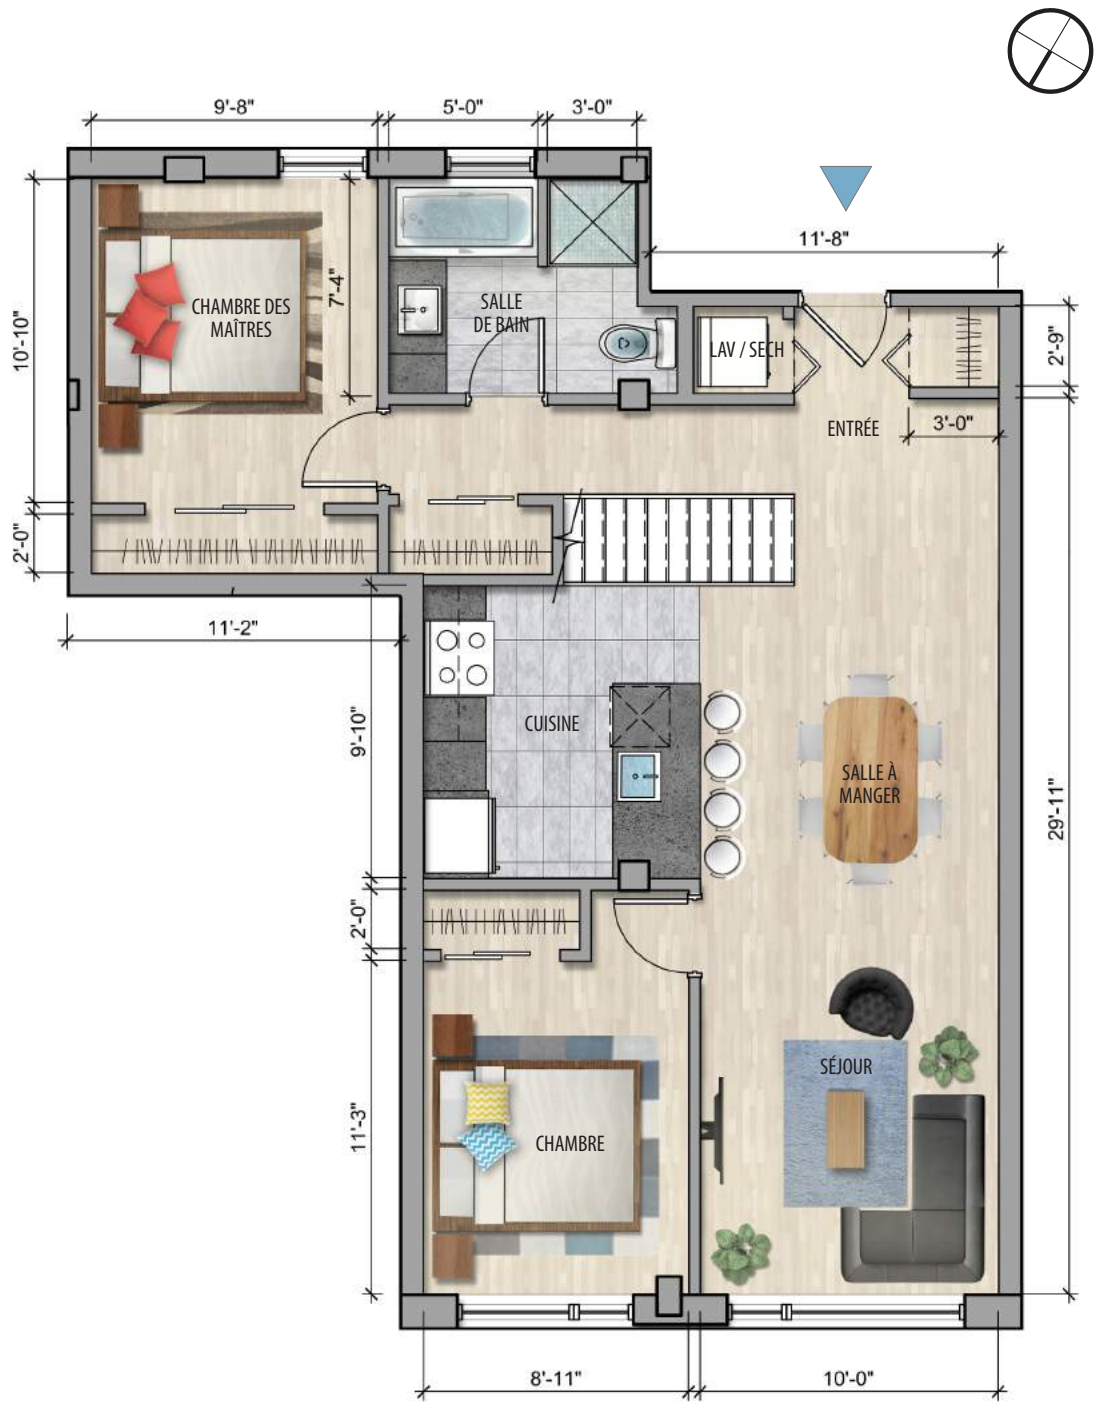 9'-8"
5'-0"
3'-0"
11'-8"
10'-10"
7'-4"
CHAMBRE DES
MAÎTRES
SALLE
DE BAIN
LAV / SECH
2'-9"
ENTRÉE
3'-0"
2'-0"
11'-2"
9'-10"
CUISINE
SALLE À
MANGER
29'-11"
2'-0"
SÉJOUR
11'-3"
CHAMBRE
8'-11"
10'-0"